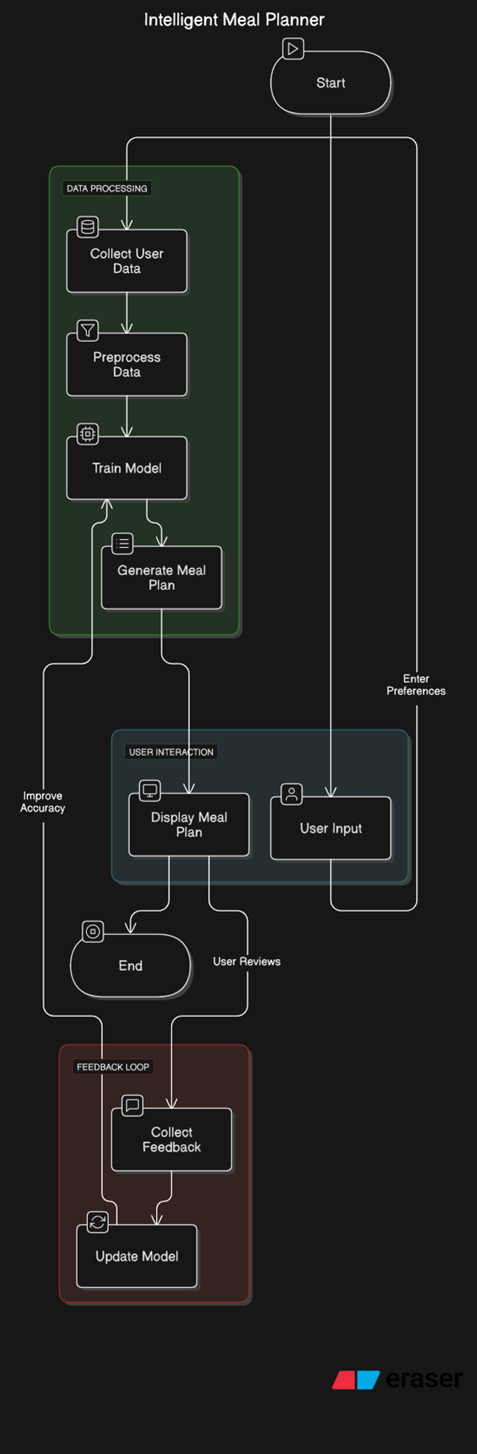 Intelligent Meal Planner
Start
DATA PROCESSING
Collect User
Data
Preprocess
Data
Train Model
Generate Meal
Plan
Enter
Preferences
USER INTERACTION
Improve
Accuracy
Display Meal
Plan
User Input
End
User Reviews
FEEDBACK LOOP
Collect
Feedback
Update Model
eraser